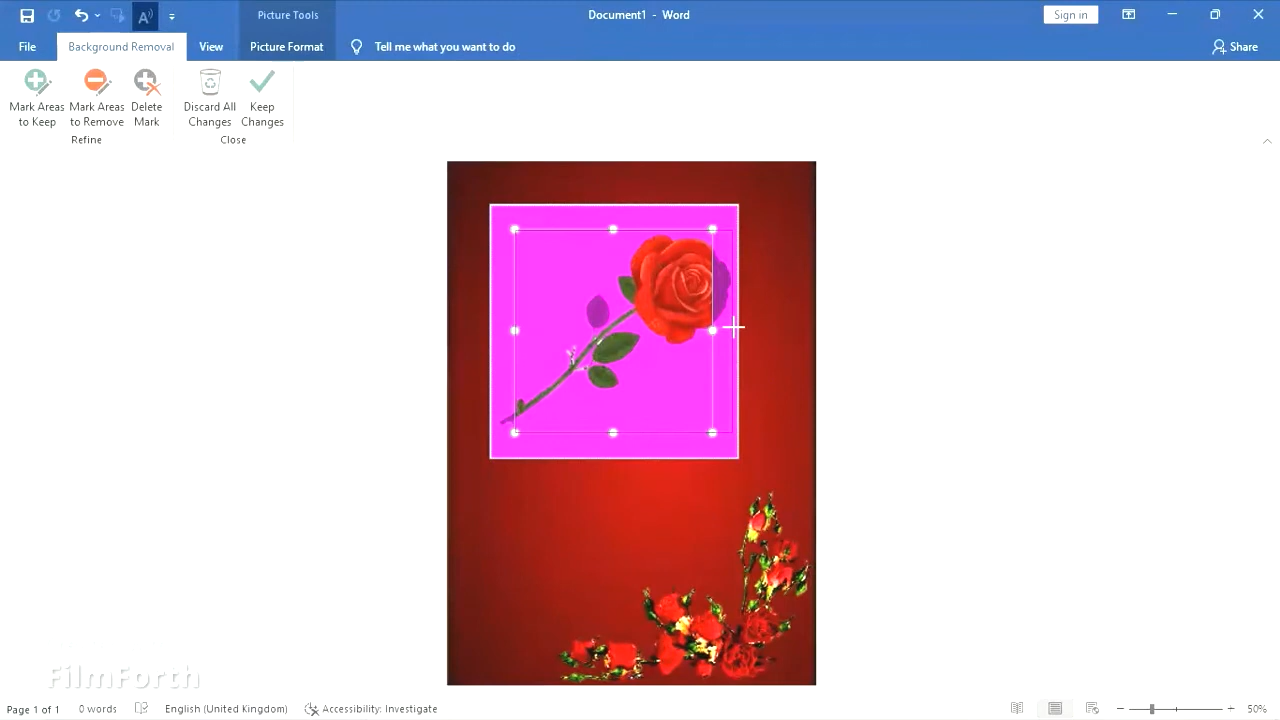 Picture Tools
Document1 - Word
Sign in
File
Background Removal
View
Picture Format
Tell me what you want to do
Share
Mark Areas to Keep
Mark Areas to Remove
Delete Mark
Discard All Changes
Keep Changes
Refine
Close
FilmForth
Page 1 of 1
0 words
English (United Kingdom)
Accessibility: Investigate
50%